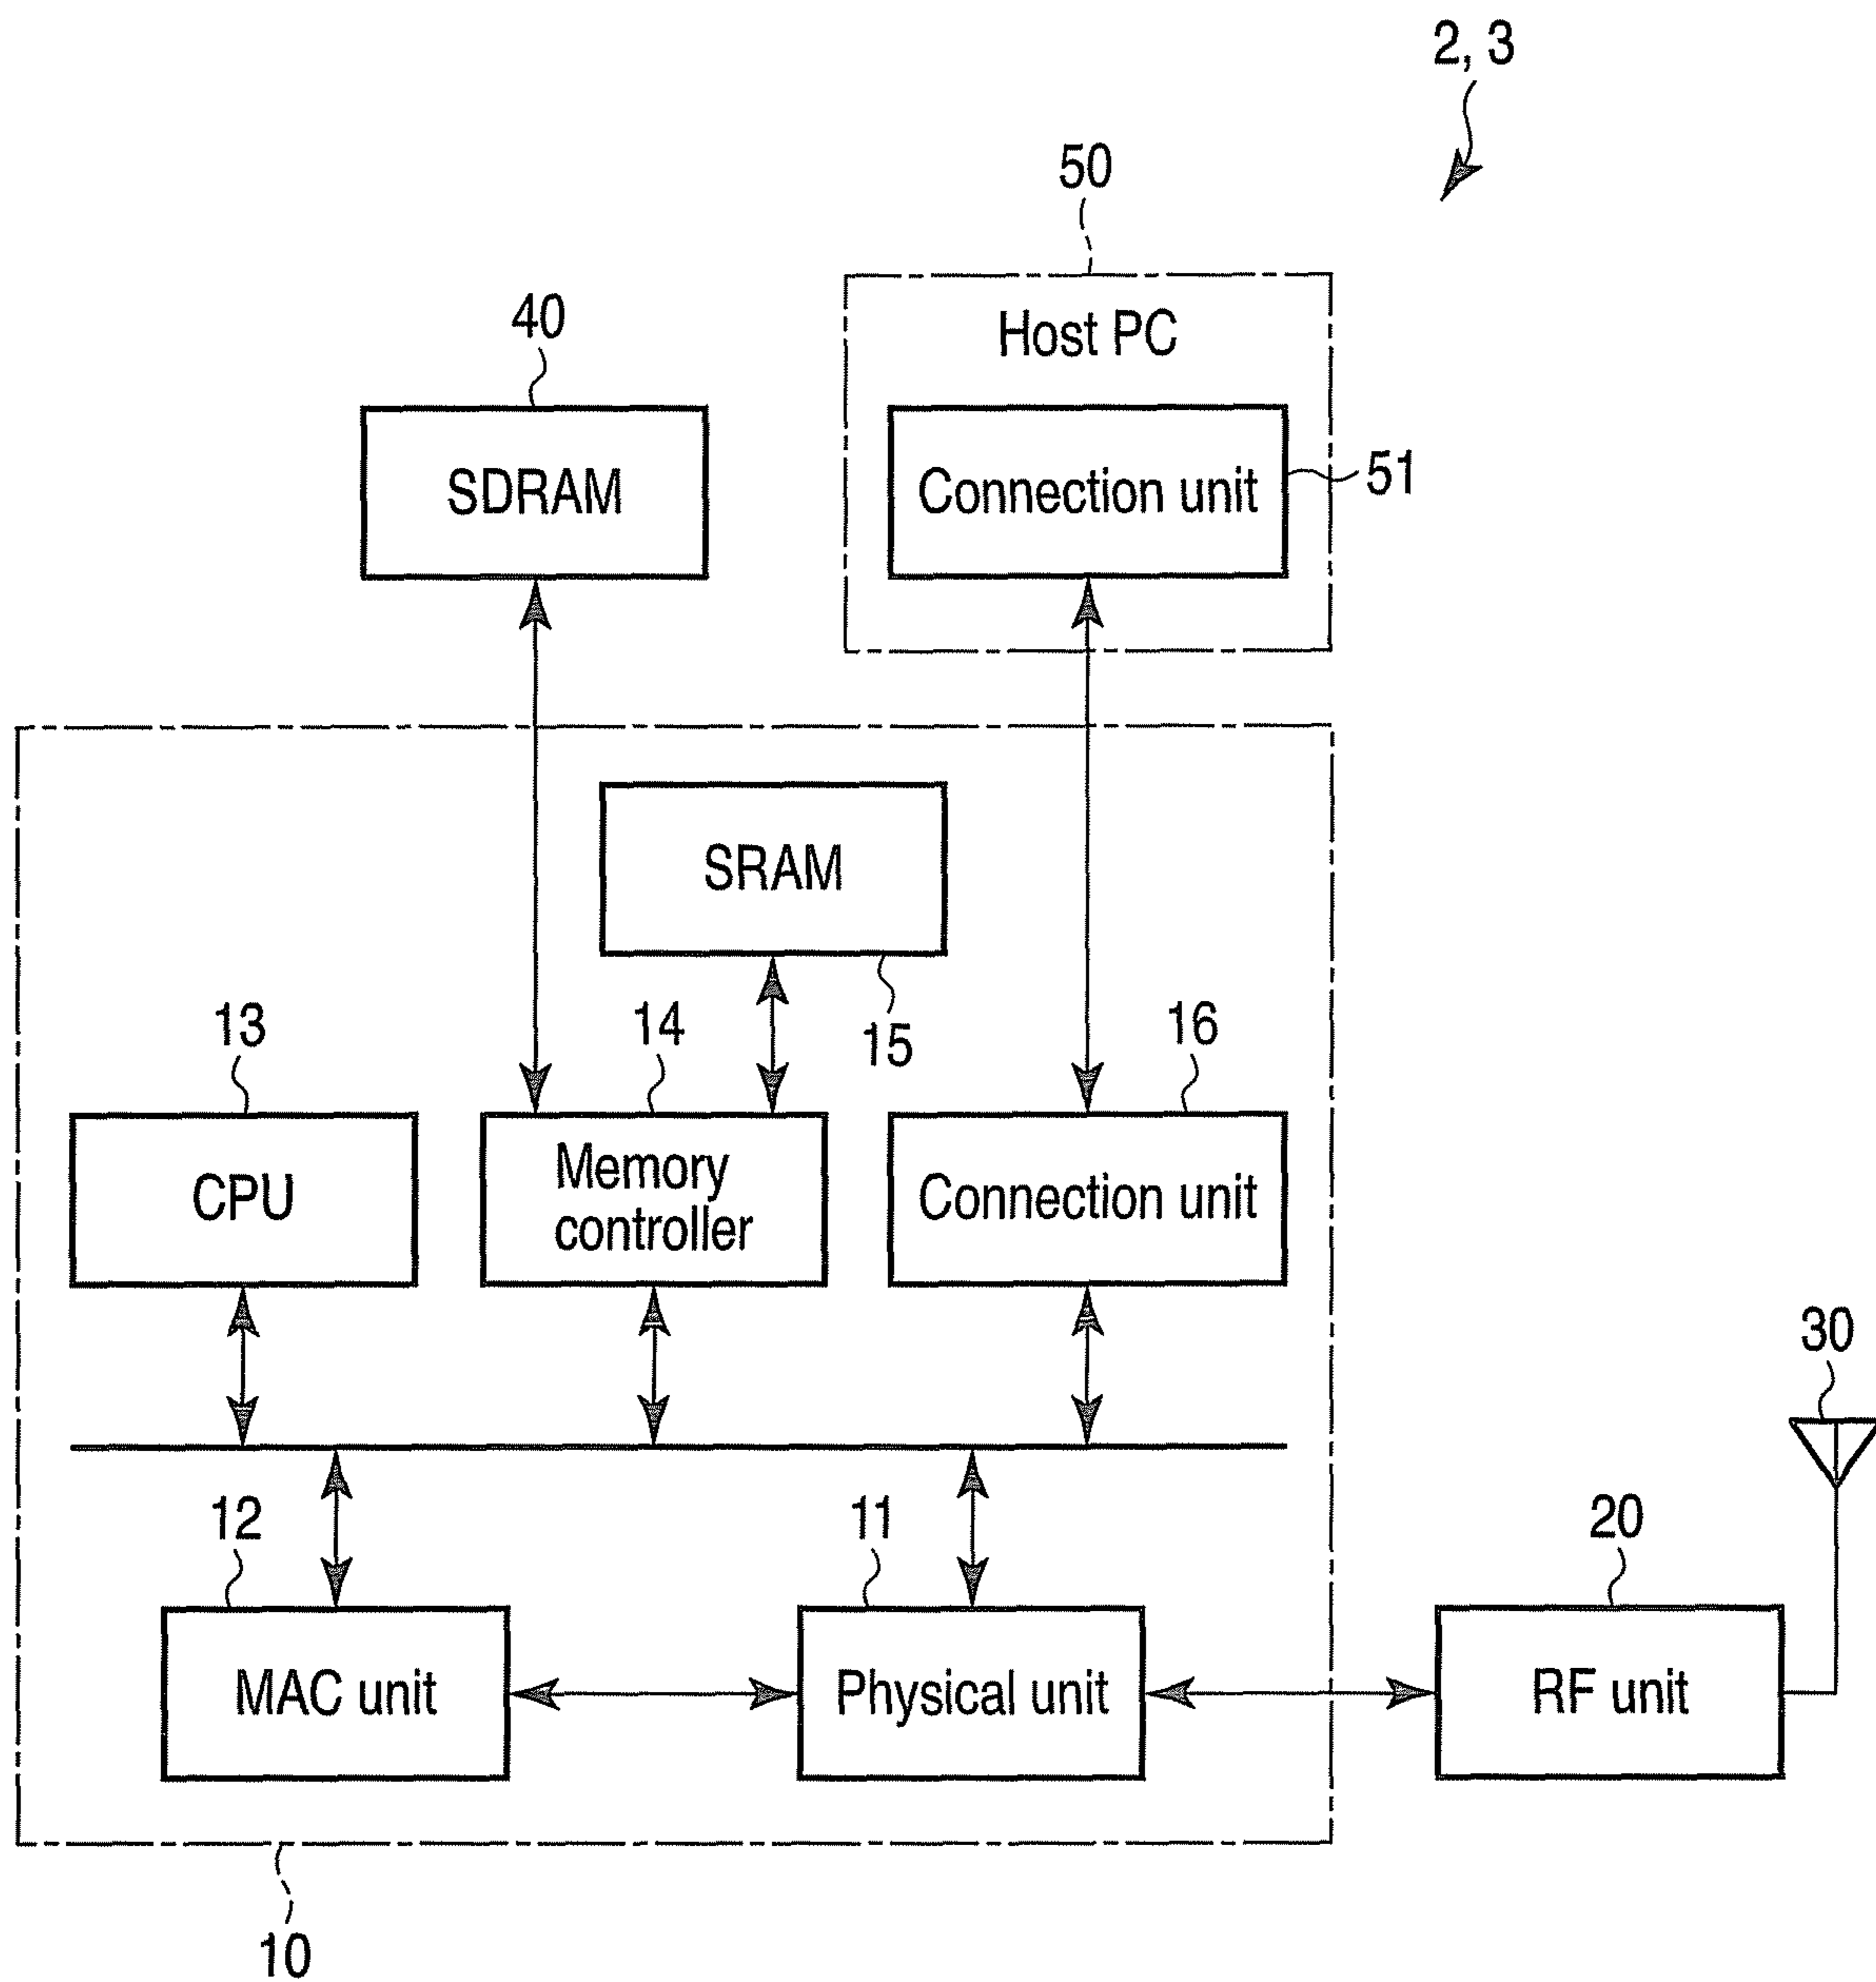 2, 3
50
Host PC
40
SDRAM
Connection unit
51
SRAM
13
14
15
16
CPU
Memory
controller
Connection unit
30
12
11
20
MAC unit
Physical unit
RF unit
10